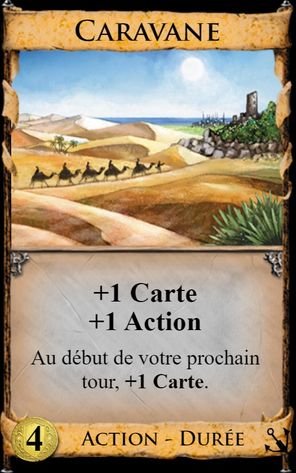 CARAVANE
+1 Carte
+1 Action
Au début de votre prochain
tour, +1 Carte.
4
ACTION - DURÉE